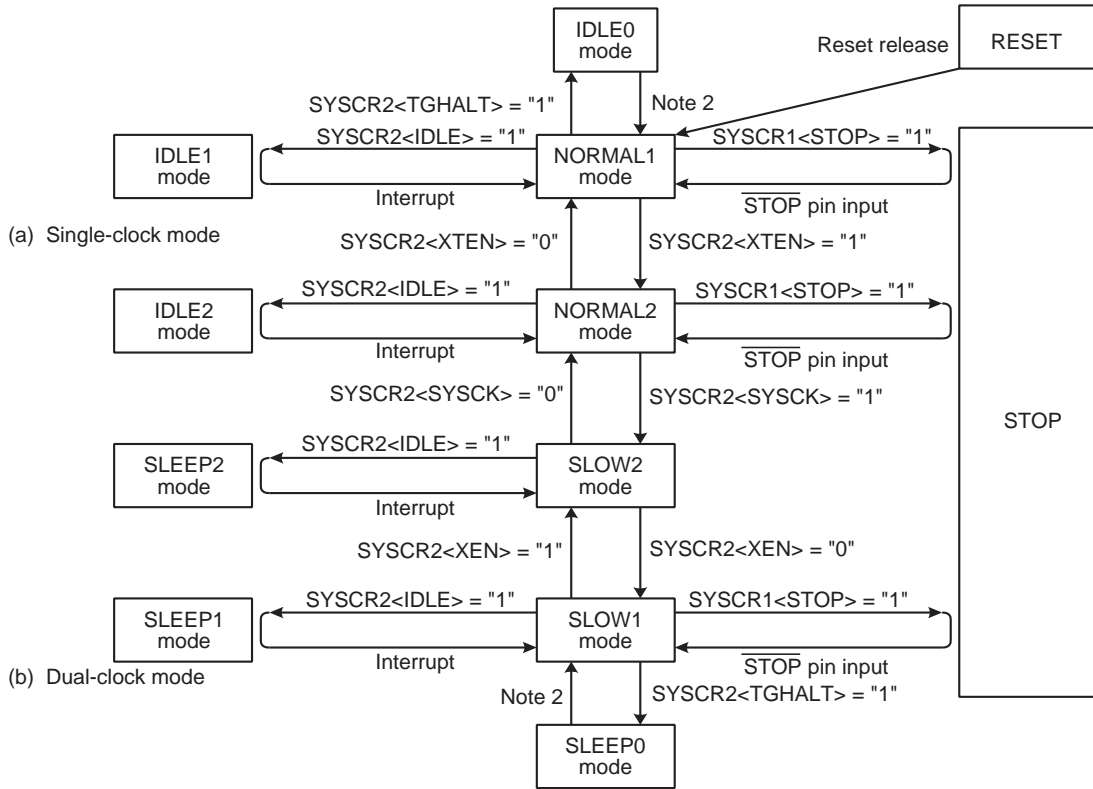 IDLE0
mode
Reset release
RESET
SYSCR2<TGHALT> = "1"
Note 2
IDLE1
mode
SYSCR2<IDLE> = "1"
Interrupt
NORMAL1
mode
SYSCR1<STOP> = "1"
STOP pin input
(a) Single-clock mode
SYSCR2<XTEN> = "0"
SYSCR2<XTEN> = "1"
IDLE2
mode
SYSCR2<IDLE> = "1"
Interrupt
NORMAL2
mode
SYSCR1<STOP> = "1"
STOP pin input
SYSCR2<SYSCK> = "0"
SYSCR2<SYSCK> = "1"
STOP
SLEEP2
mode
SYSCR2<IDLE> = "1"
Interrupt
SLOW2
mode
SYSCR2<XEN> = "1"
SYSCR2<XEN> = "0"
SLEEP1
mode
SYSCR2<IDLE> = "1"
Interrupt
SLOW1
mode
SYSCR1<STOP> = "1"
STOP pin input
(b) Dual-clock mode
Note 2
SYSCR2<TGHALT> = "1"
SLEEP0
mode